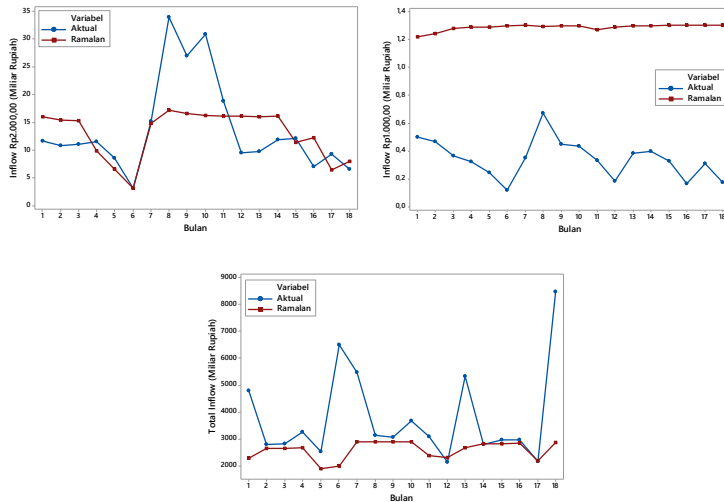 Inflow Rp2.000,00 (Miliar Rupiah)
35
30
25
20
15
10
5
0
Variabel
Aktual
Ramalan
1 2 3 4 5 6 7 8 9 10 11 12 13 14 15 16 17 18
Bulan
Inflow Rp1.000,00 (Miliar Rupiah)
1,4
1,2
1,0
0,8
0,6
0,4
0,2
0,0
Variabel
Aktual
Ramalan
1 2 3 4 5 6 7 8 9 10 11 12 13 14 15 16 17 18
Bulan
Total Inflow (Miliar Rupiah)
9000
8000
7000
6000
5000
4000
3000
2000
Variabel
Aktual
Ramalan
1 2 3 4 5 6 7 8 9 10 11 12 13 14 15 16 17 18
Bulan